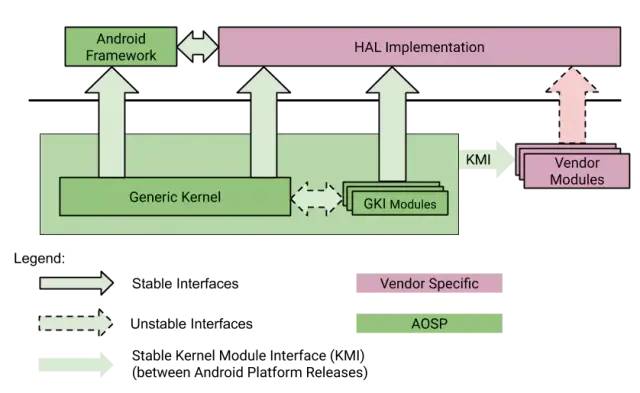 Android
Framework
HAL Implementation
KMI
Vendor
Modules
Generic Kernel
GKI Modules
Legend:
Stable Interfaces
Vendor Specific
Unstable Interfaces
AOSP
Stable Kernel Module Interface (KMI)
(between Android Platform Releases)